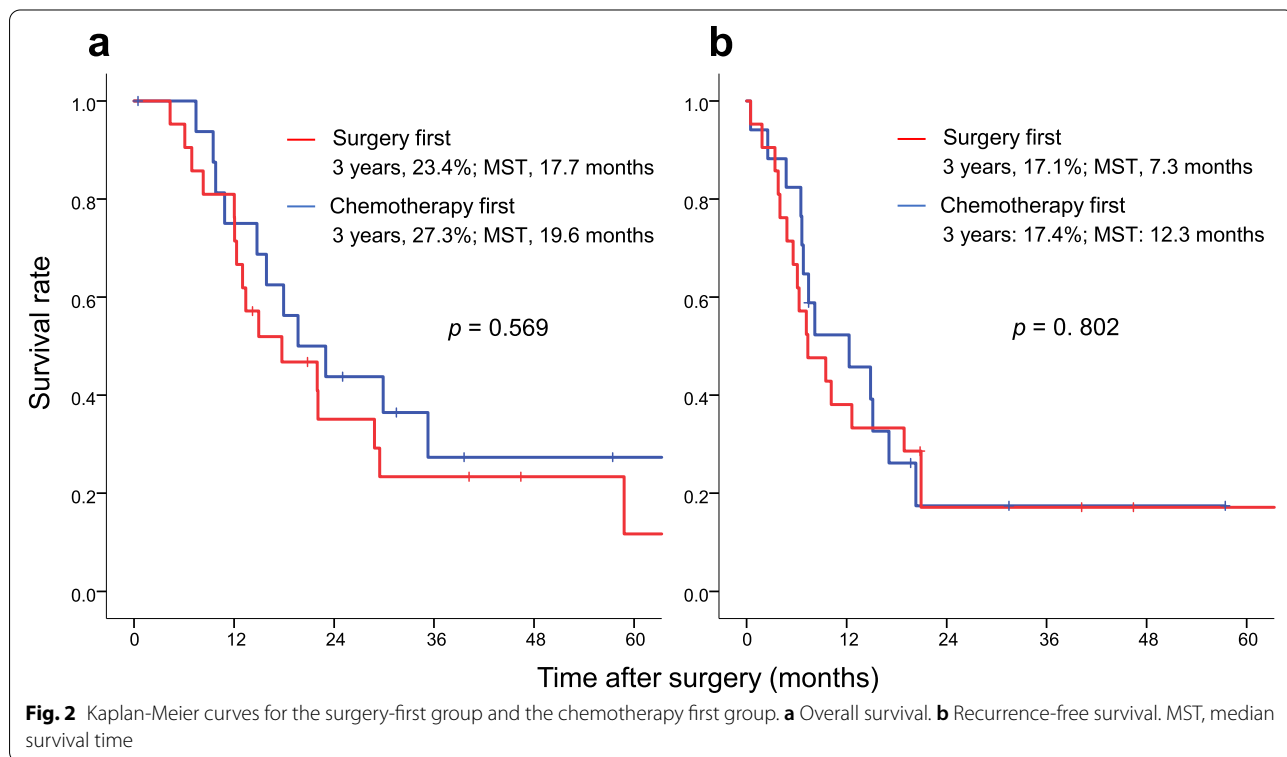 a
1.0
0.8
0.6
0.4
0.2
0.0
Survival rate
Surgery first
3 years, 23.4%; MST, 17.7 months
Chemotherapy first
3 years, 27.3%; MST, 19.6 months
p = 0.569
0 12 24 36 48 60
b
1.0
0.8
0.6
0.4
0.2
0.0
Surgery first
3 years, 17.1%; MST, 7.3 months
Chemotherapy first
3 years: 17.4%; MST: 12.3 months
p = 0. 802
0 12 24 36 48 60
Time after surgery (months)
Fig. 2 Kaplan-Meier curves for the surgery-first group and the chemotherapy first group. a Overall survival. b Recurrence-free survival. MST, median
survival time